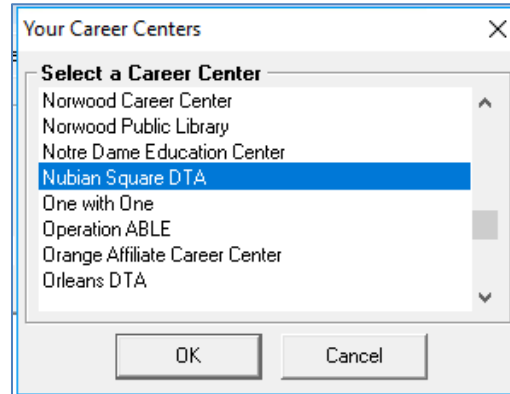 Your Career Centers
Select a Career Center
Norwood Career Center
Norwood Public Library
Notre Dame Education Center
Nubian Square DTA
One with One
Operation ABLE
Orange Affiliate Career Center
Orleans DTA
OK Cancel